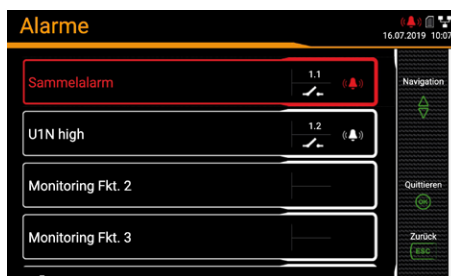 Alarme
16.07.2019 10:07
Sammelalarm
1.1
Navigation
U1N high
1.2
Monitoring Fkt. 2
Quittieren
OK
Monitoring Fkt. 3
Zurück
ESC